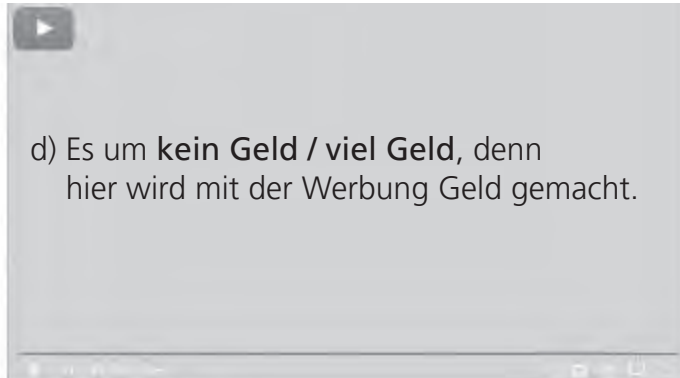 d) Es um kein Geld / viel Geld, denn
hier wird mit der Werbung Geld gemacht.